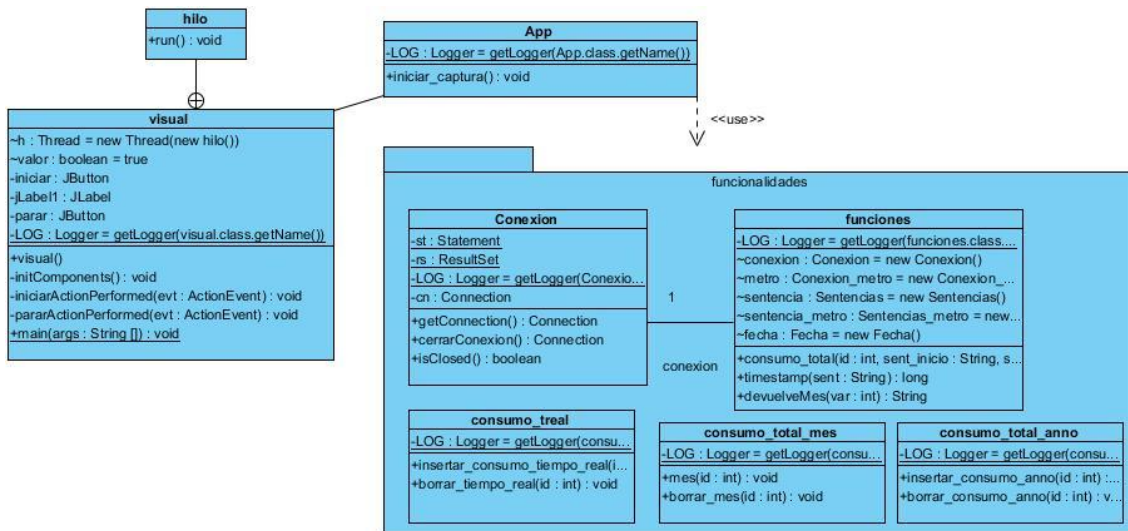 hilo
+run() : void
App
-LOG : Logger = getLogger(App.class.getName())
+iniciar_captura() : void
visual
~h : Thread = new Thread(new hilo())
~valor : boolean = true
-iniciar : JButton
-jLabel1 : JLabel
-parar : JButton
-LOG : Logger = getLogger(visual.class.getName())
+visual()
-initComponents() : void
-iniciarActionPerformed(evt : ActionEvent) : void
-pararActionPerformed(evt : ActionEvent) : void
+main(args : String []) : void
<<use>>
funcionalidades
Conexion
-st : Statement
-rs : ResultSet
-LOG : Logger = getLogger(Conexio...
-cn : Connection
+getConnection() : Connection
+cerrarConexion() : Connection
+isClosed() : boolean
1
conexion
funciones
-LOG : Logger = getLogger(funciones.class....
~conexion : Conexion = new Conexion()
~metro : Conexion_metro = new Conexion_...
~sentencia : Sentencias = new Sentencias()
~sentencia_metro : Sentencias_metro = new...
~fecha : Fecha = new Fecha()
+consumo_total(id : int, sent_inicio : String, s...
+timestamp(sent : String) : long
+devuelveMes(var : int) : String
consumo_treal
-LOG : Logger = getLogger(consu...
+insertar_consumo_tiempo_real(i...
+borrar_tiempo_real(id : int) : void
consumo_total_mes
-LOG : Logger = getLogger(consu...
+mes(id : int) : void
+borrar_mes(id : int) : void
consumo_total_anno
-LOG : Logger = getLogger(consu...
+insertar_consumo_anno(id : int) :...
+borrar_consumo_anno(id : int) : v...